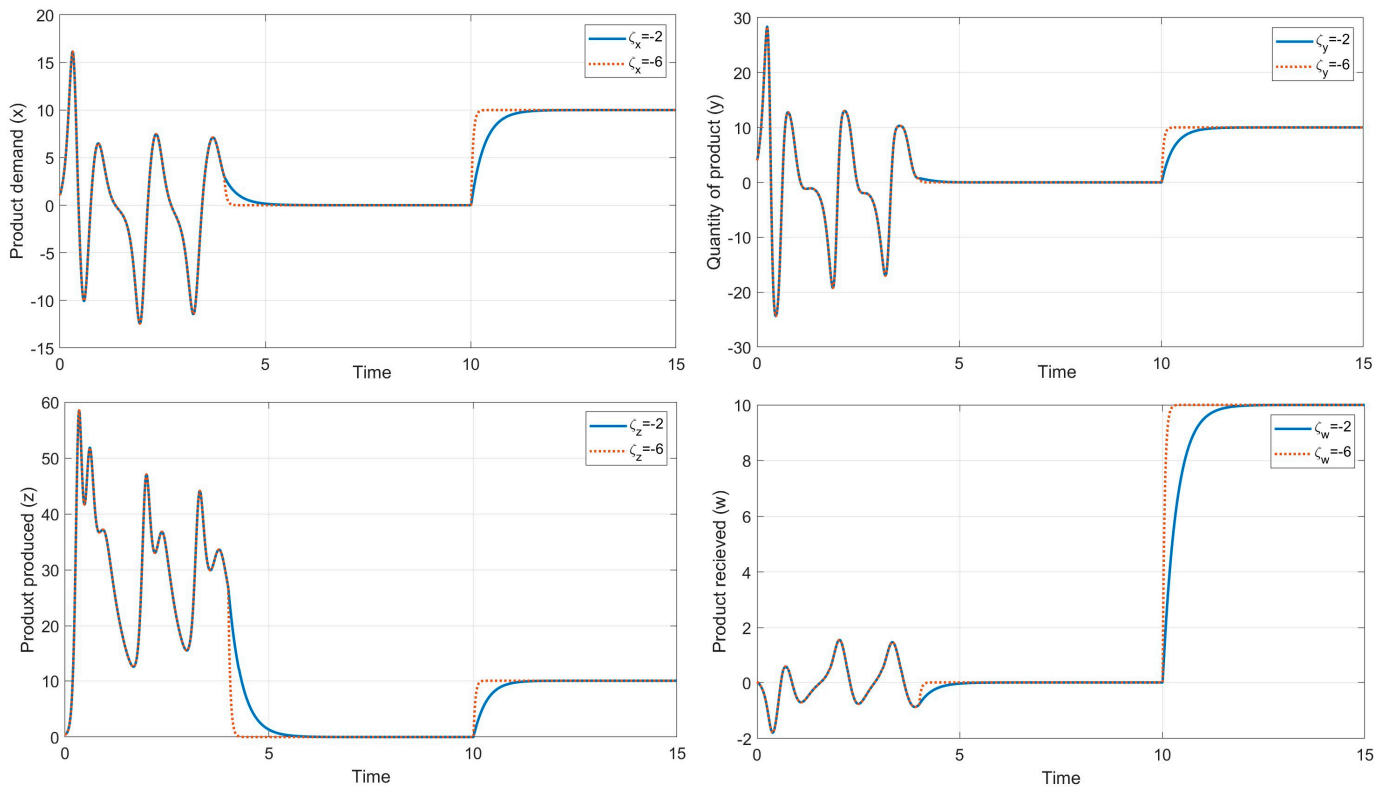 Product demand (x)
20
15
10
5
0
-5
-10
-15
0
5
10
15
Time
ζx=-2
ζx=-6
Quantity of product (y)
30
20
10
0
-10
-20
-30
0
5
10
15
Time
ζy=-2
ζy=-6
Produxt produced (z)
60
50
40
30
20
10
0
0
5
10
15
Time
ζz=-2
ζz=-6
Product recieved (w)
10
8
6
4
2
0
-2
0
5
10
15
Time
ζw=-2
ζw=-6